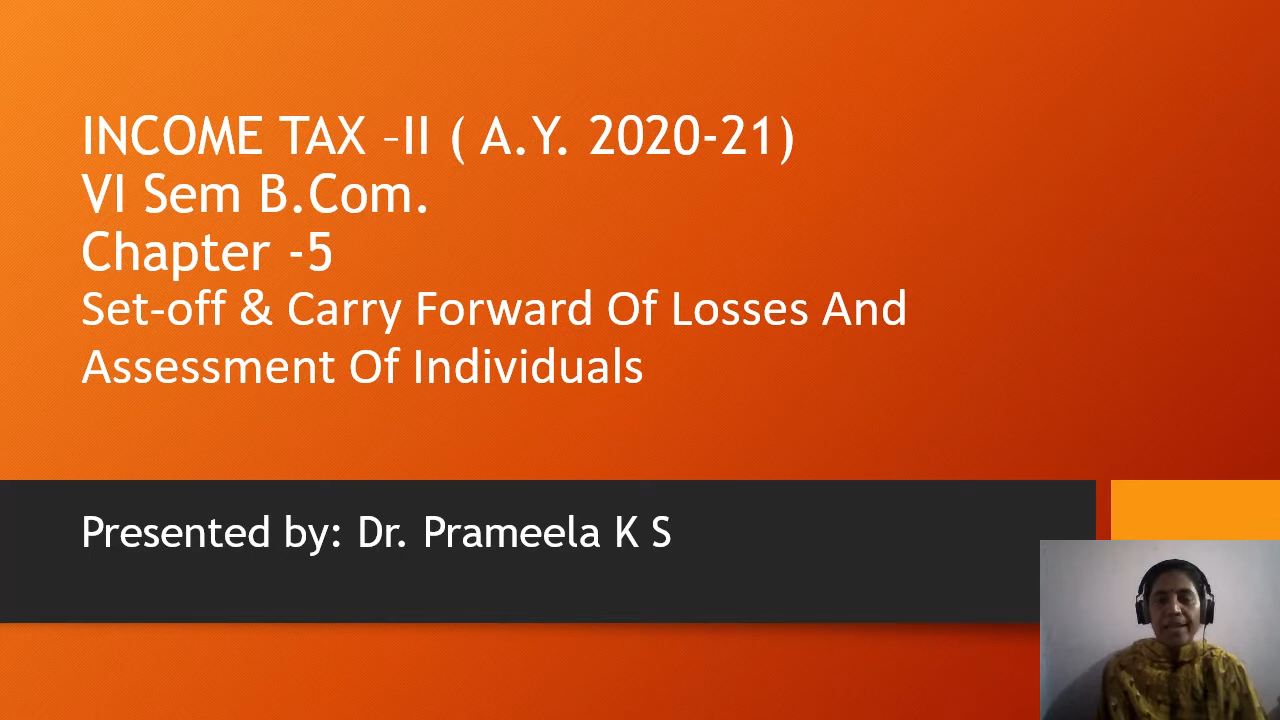 INCOME TAX –II ( A.Y. 2020-21)
VI Sem B.Com.
Chapter -5
Set-off & Carry Forward Of Losses And
Assessment Of Individuals
Presented by: Dr. Prameela K S